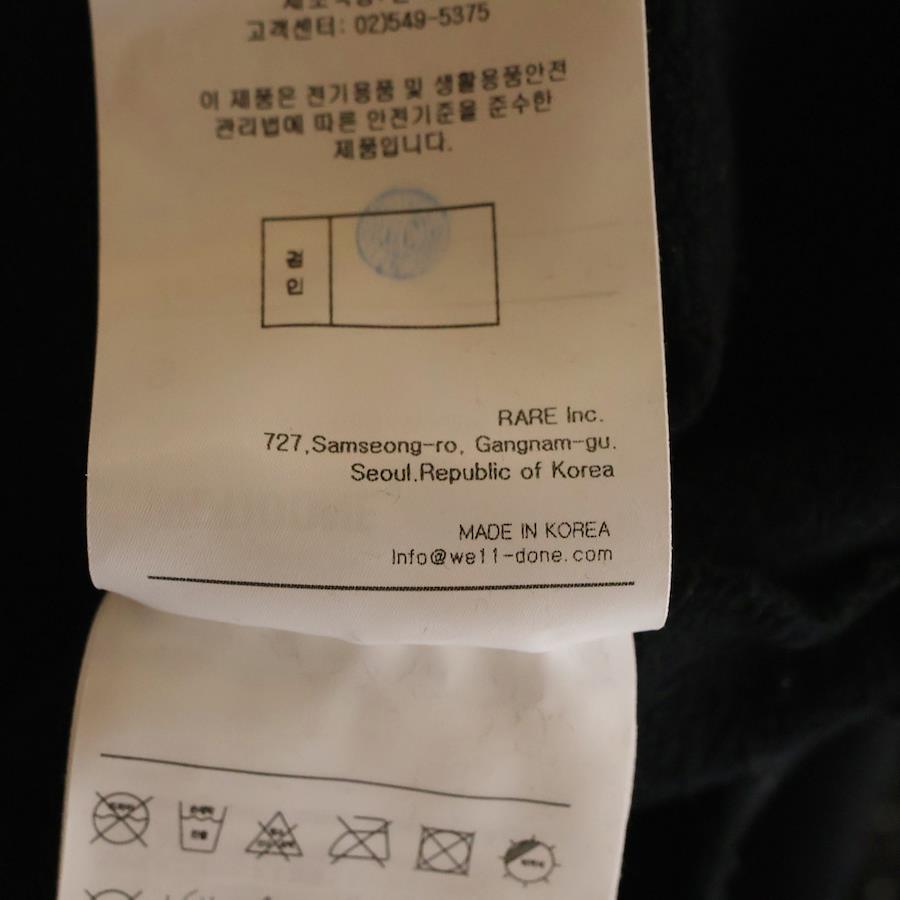 고객센터: 02)549-5375
이 제품은 전기용품 및 생활용품안전
관리법에 따른 안전기준을 준수한
제품입니다.
검인
RARE Inc.
727,Samseong-ro, Gangnam-gu.
Seoul.Republic of Korea
MADE IN KOREA
Info@we11-done.com